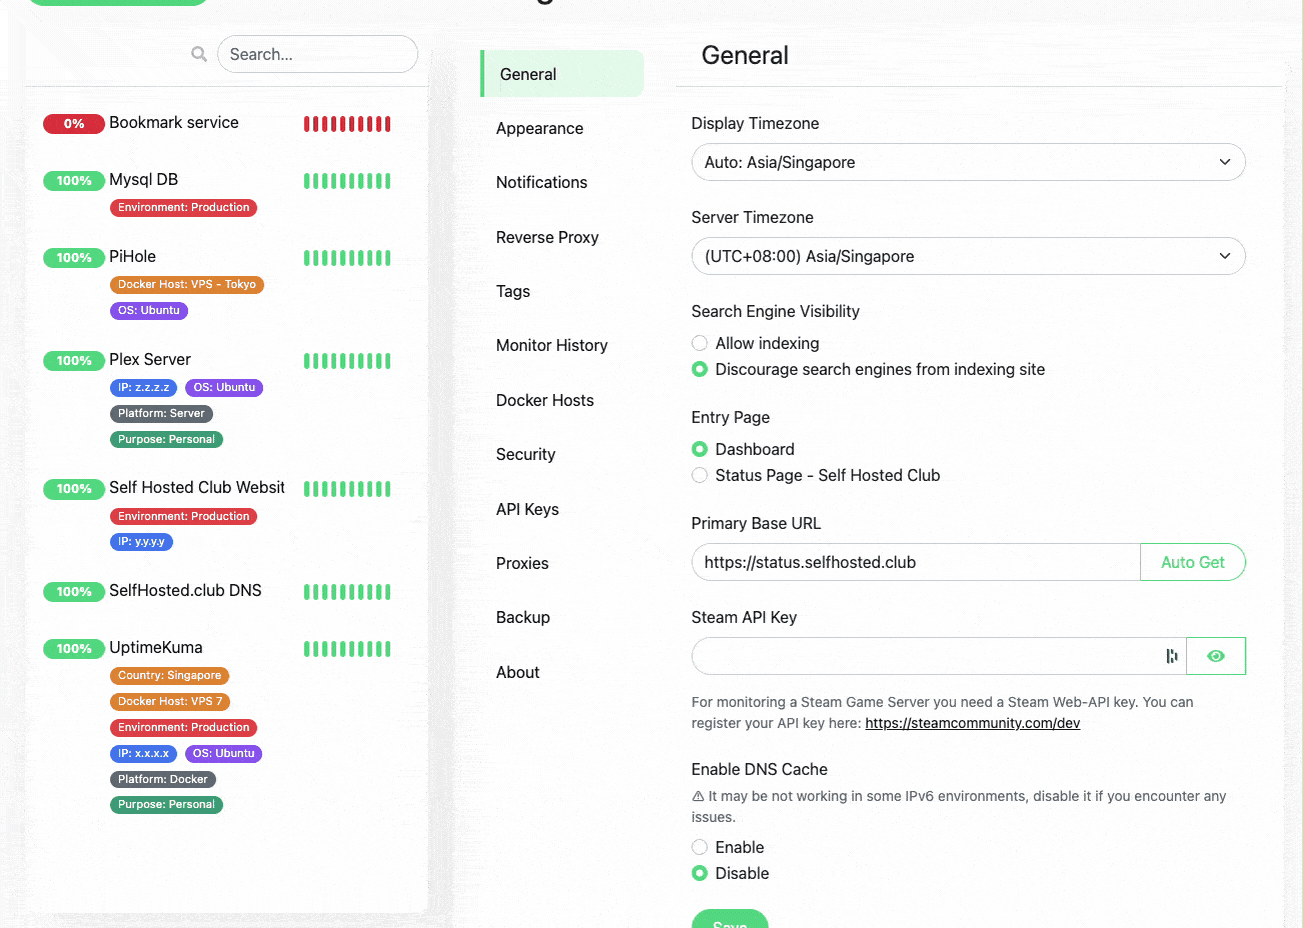 Search...
0% Bookmark service
100% Mysql DB
Environment: Production
100% PiHole
Docker Host: VPS - Tokyo
OS: Ubuntu
100% Plex Server
IP: z.z.z.z OS: Ubuntu
Platform: Server
Purpose: Personal
100% Self Hosted Club Websit
Environment: Production
IP: y.y.y.y
100% SelfHosted.club DNS
100% UptimeKuma
Country: Singapore
Docker Host: VPS 7
Environment: Production
IP: x.x.x.x OS: Ubuntu
Platform: Docker
Purpose: Personal
General
Appearance
Notifications
Reverse Proxy
Tags
Monitor History
Docker Hosts
Security
API Keys
Proxies
Backup
About
General
Display Timezone
Auto: Asia/Singapore
Server Timezone
(UTC+08:00) Asia/Singapore
Search Engine Visibility
Allow indexing
Discourage search engines from indexing site
Entry Page
Dashboard
Status Page - Self Hosted Club
Primary Base URL
https://status.selfhosted.club Auto Get
Steam API Key
For monitoring a Steam Game Server you need a Steam Web-API key. You can
register your API key here: https://steamcommunity.com/dev
Enable DNS Cache
⚠ It may be not working in some IPv6 environments, disable it if you encounter any
issues.
Enable
Disable
Save